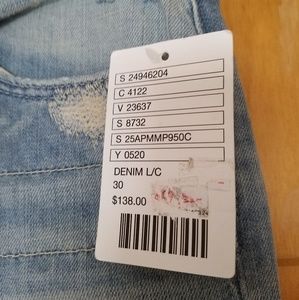 S 24946204
C 4122
V 23637
S 8732
S 25APMMP950C
Y 0520
DENIM L/C
30
$138.00